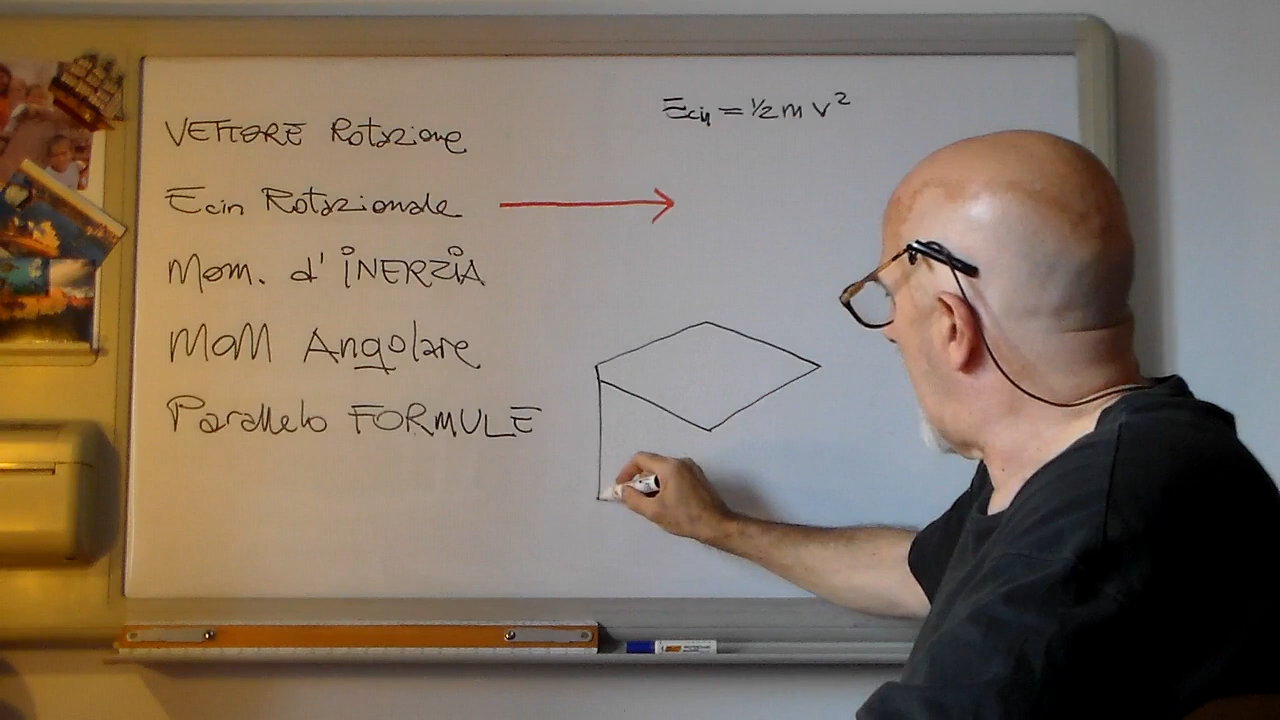 VETTORE Rotazione
Ecin = ½ m v²
Ecin Rotazionale
Mom. d' INERZIA
MoM Angolare
Parallelo FORMULE